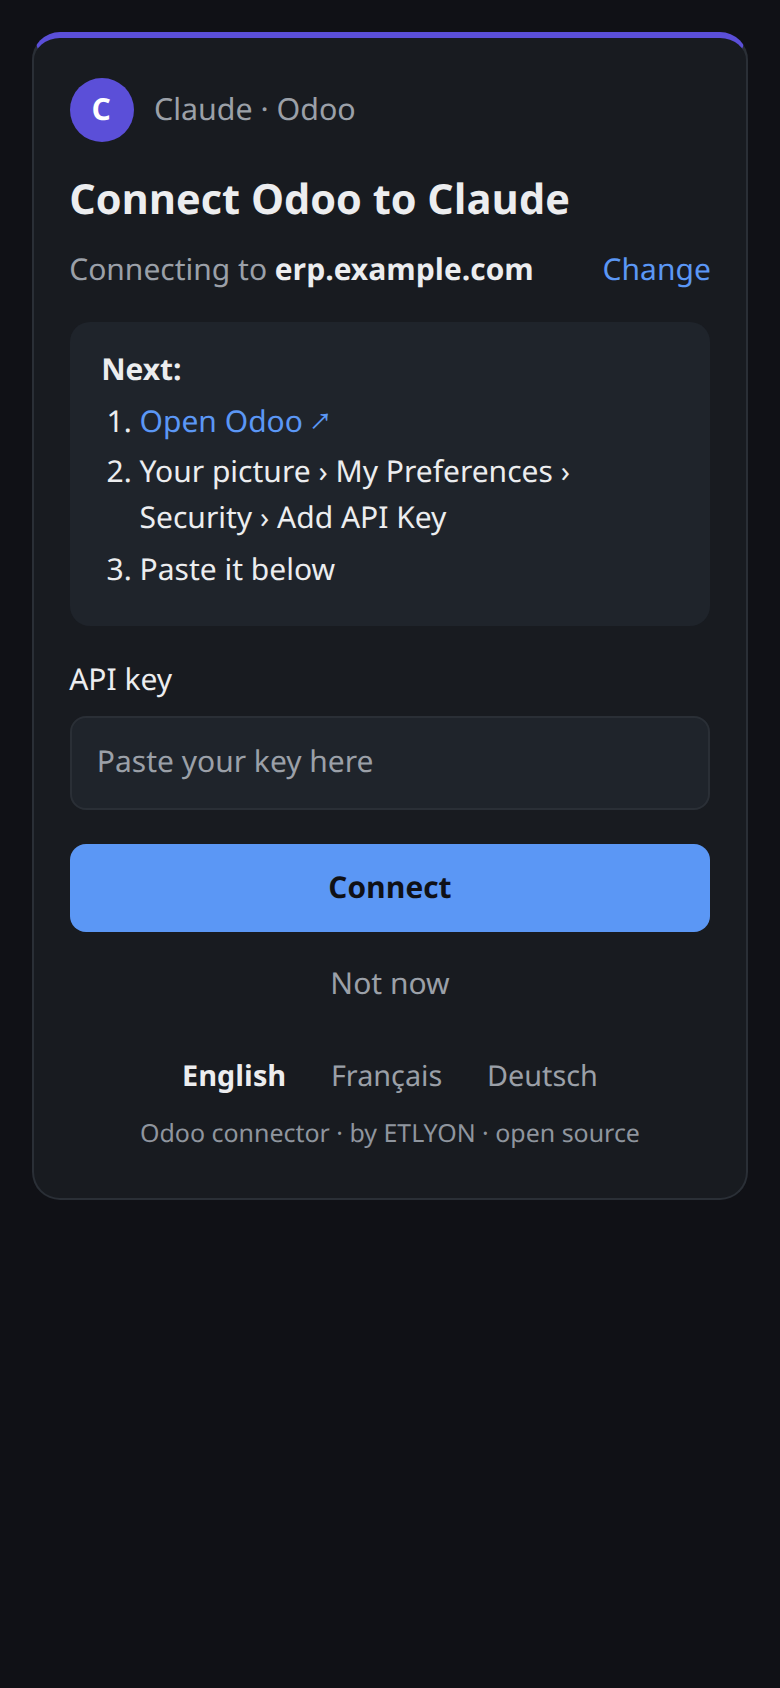 C
Claude · Odoo
Connect Odoo to Claude
Connecting to erp.example.com Change
Next:
1. Open Odoo ↗
2. Your picture › My Preferences ›
Security › Add API Key
3. Paste it below
API key
Paste your key here
Connect
Not now
English Français Deutsch
Odoo connector · by ETLYON · open source